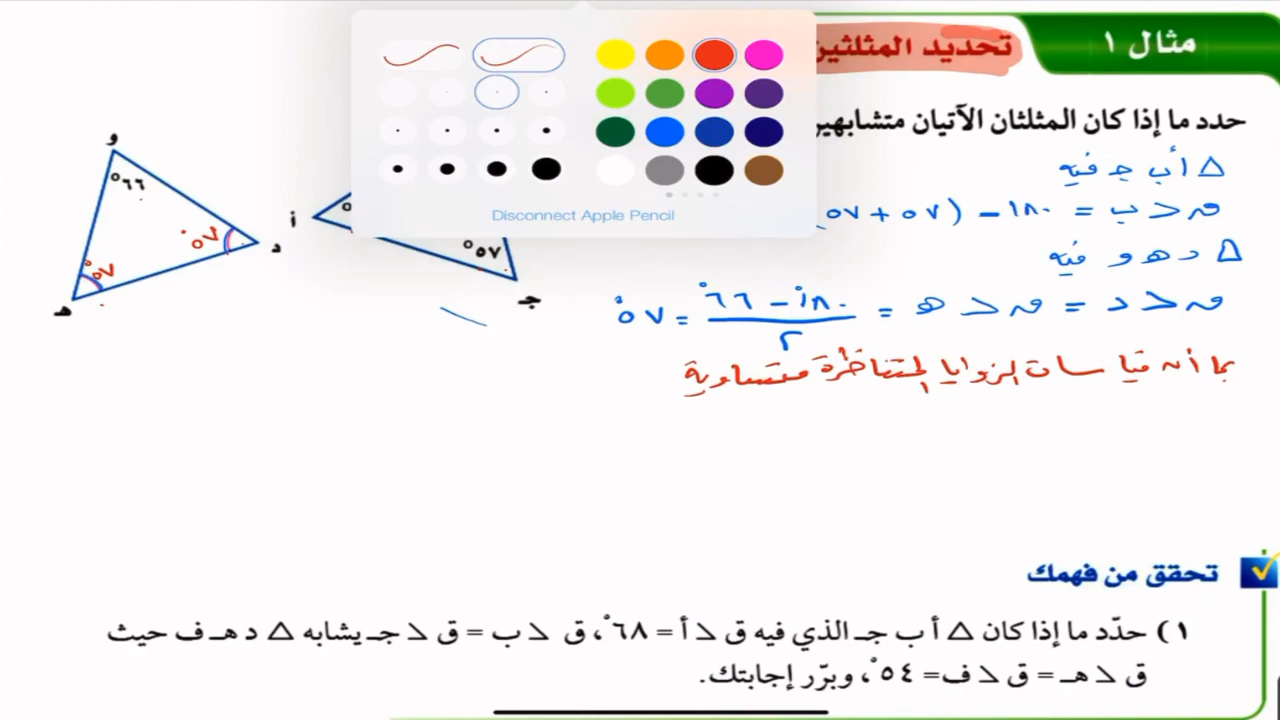 مثال ١
تحديد المثلثين
حدد ما إذا كان المثلثان الآتيان متشابهين
△ أ ب جـ فيه
ق ﮮ ب = ١٨٠ − (٥٧ + ٥٧)
△ د هـ و فيه
ق ﮮ د = ق ﮮ هـ = ١٨٠° − ٦٦° / ٢ = ٥٧°
بما أن قياسات الزوايا المتناظرة متساوية
و
٦٦°
٥٧°
د
٥٧°
هـ
أ
٥٧°
جـ
Disconnect Apple Pencil
تحقق من فهمك
١) حدّد ما إذا كان △ أ ب جـ الذي فيه ق ﮮ أ = ٦٨°، ق ﮮ ب = ق ﮮ جـ يشابه △ د هـ ف حيث
ق ﮮ هـ = ق ﮮ ف = ٥٤°، وبرّر إجابتك.